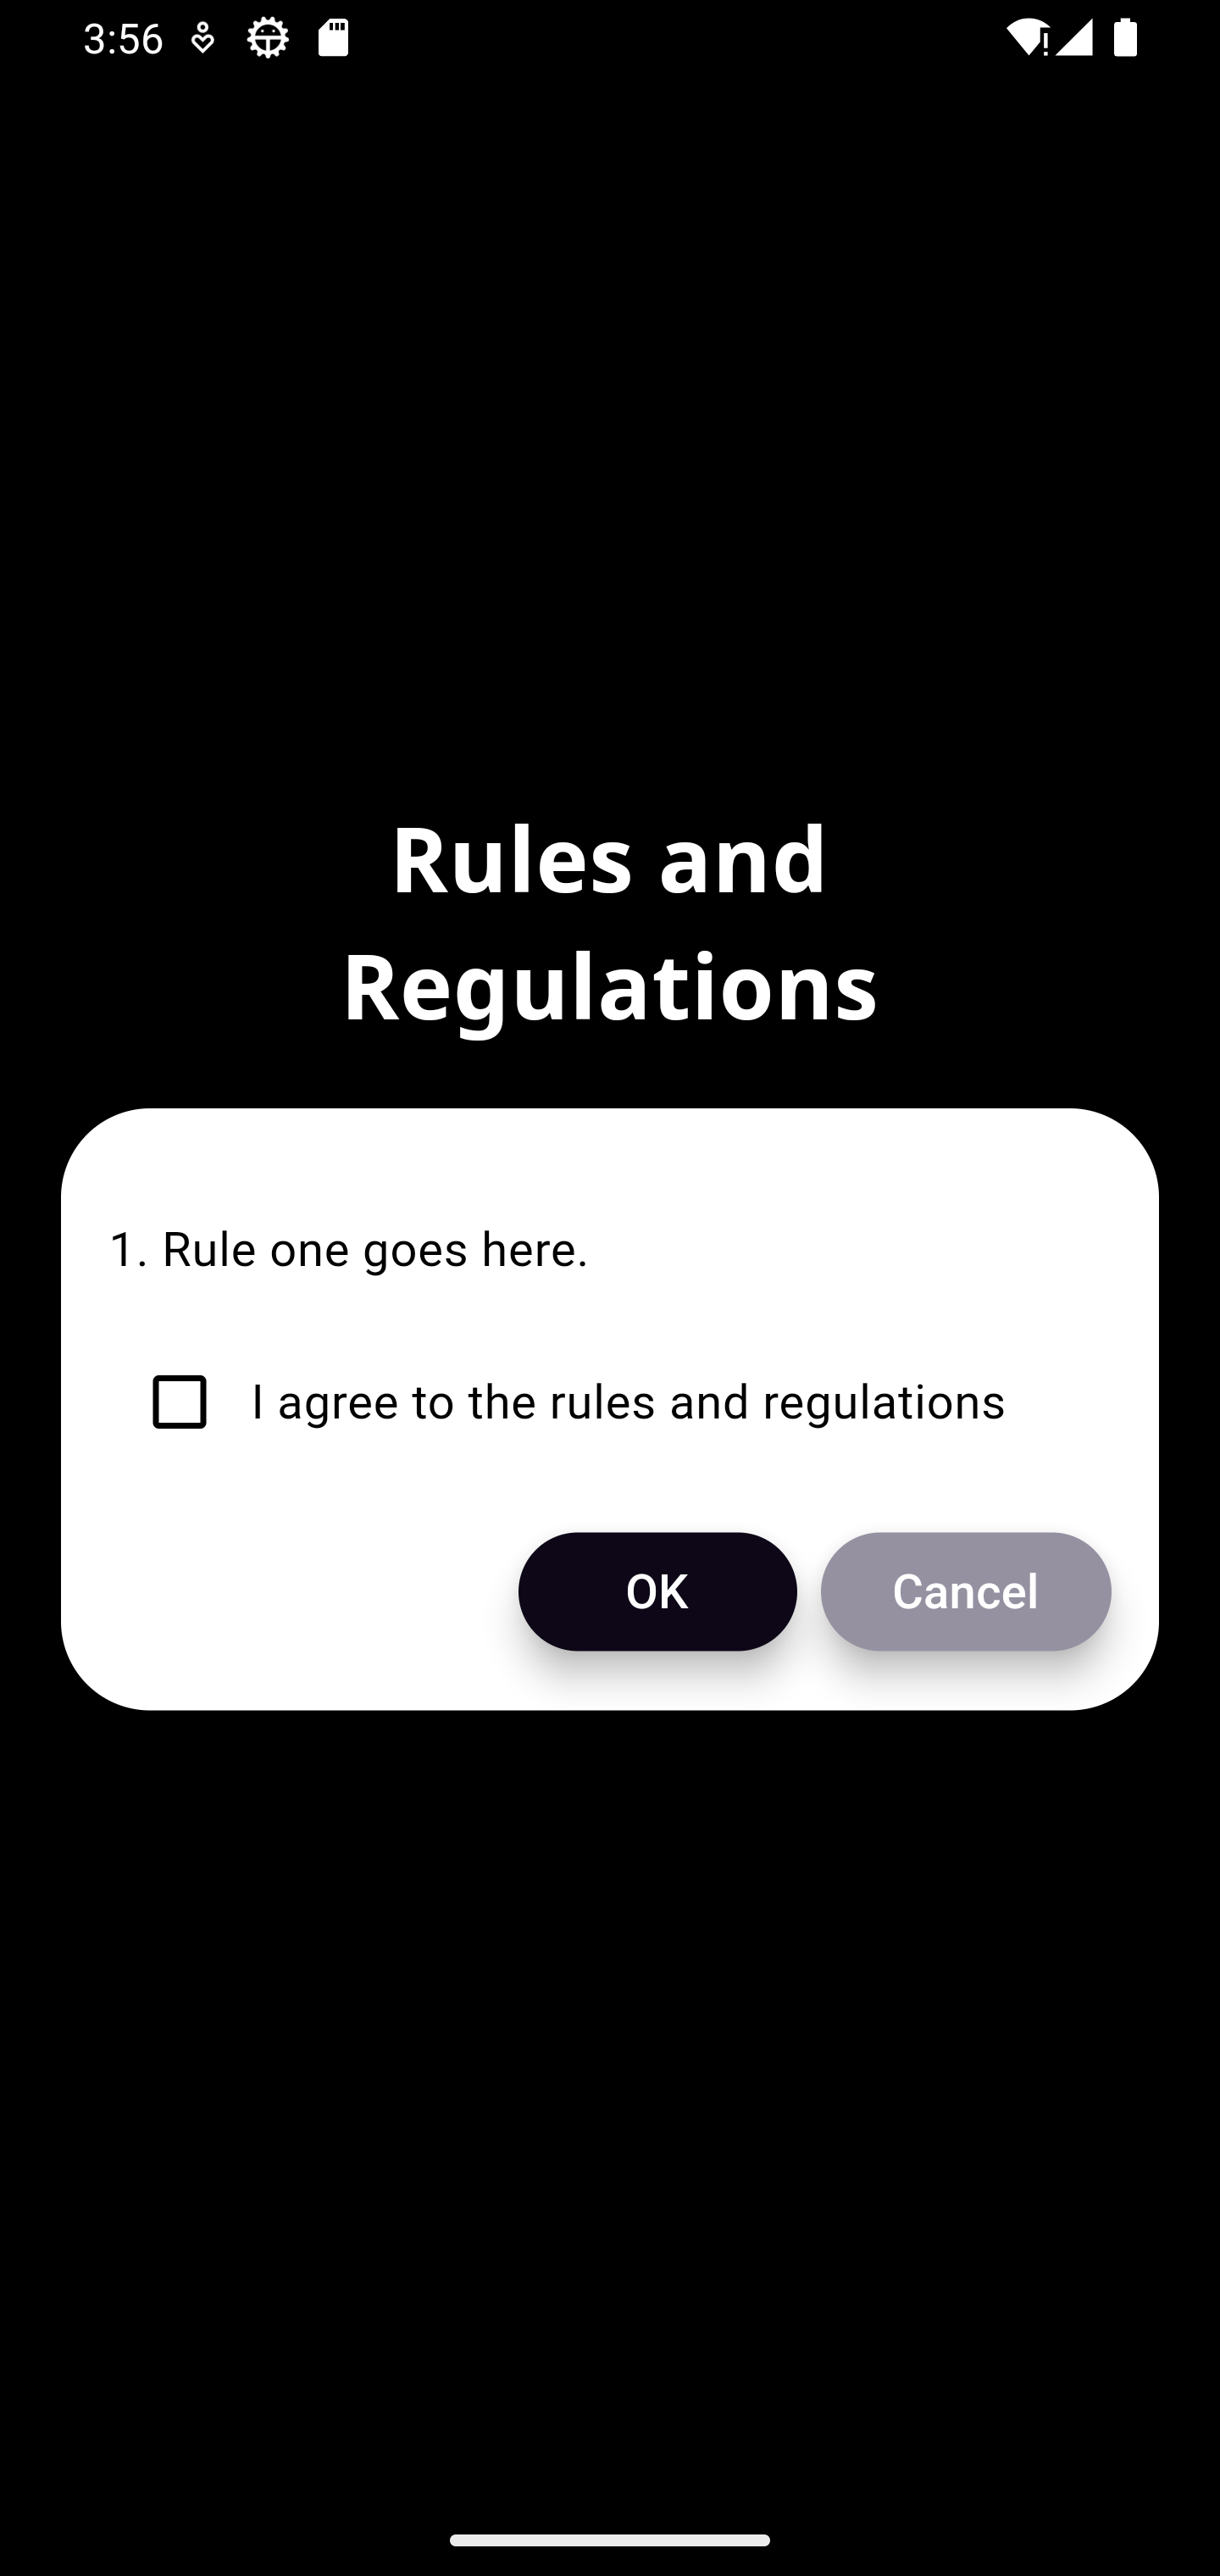 3:56
Rules and
Regulations
1. Rule one goes here.
I agree to the rules and regulations
OK
Cancel